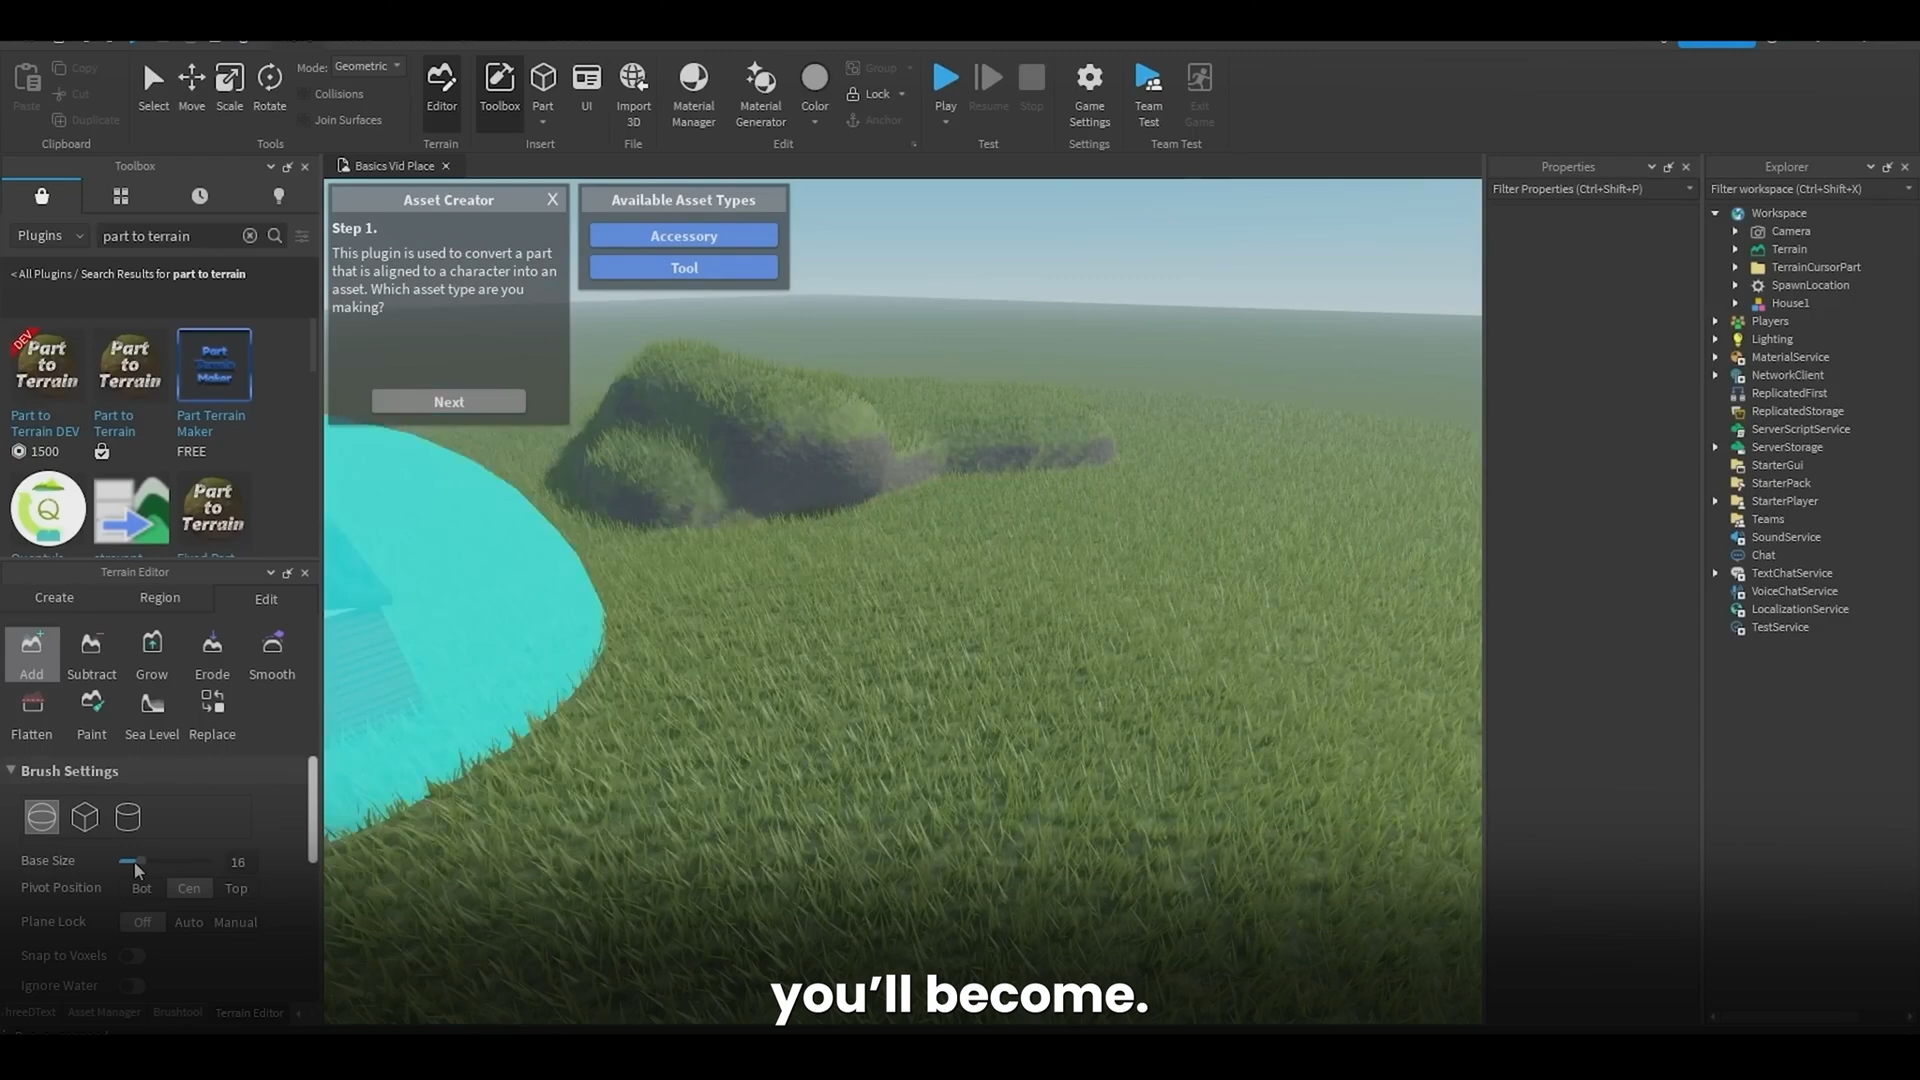 Paste
Copy
Cut
Duplicate
Clipboard
Select
Move
Scale
Rotate
Mode:
Geometric
Collisions
Join Surfaces
Tools
Editor
Terrain
Toolbox
Part
UI
Insert
Import
3D
File
Material
Manager
Material
Generator
Color
Group
Lock
Anchor
Edit
Play
Resume
Stop
Test
Game
Settings
Settings
Team
Test
Exit
Game
Team Test
Toolbox
Plugins
part to terrain
< All Plugins / Search Results for part to terrain
DEV
Part
to
Terrain
Part
to
Terrain
Part
Terrain
Maker
Part to
Terrain DEV
1500
Part to
Terrain
Part Terrain
Maker
FREE
Q
Part
to
Terrain
Terrain Editor
Create
Region
Edit
Add
Subtract
Grow
Erode
Smooth
Flatten
Paint
Sea Level
Replace
Brush Settings
Base Size
16
Pivot Position
Bot
Cen
Top
Plane Lock
Off
Auto
Manual
Snap to Voxels
Ignore Water
hreeDText
Asset Manager
Brushtool
Terrain Editor
Basics Vid Place
Asset Creator
X
Step 1.
This plugin is used to convert a part
that is aligned to a character into an
asset. Which asset type are you
making?
Next
Available Asset Types
Accessory
Tool
you'll become.
Properties
Filter Properties (Ctrl+Shift+P)
Explorer
Filter workspace (Ctrl+Shift+X)
Workspace
Camera
Terrain
TerrainCursorPart
SpawnLocation
House1
Players
Lighting
MaterialService
NetworkClient
ReplicatedFirst
ReplicatedStorage
ServerScriptService
ServerStorage
StarterGui
StarterPack
StarterPlayer
Teams
SoundService
Chat
TextChatService
VoiceChatService
LocalizationService
TestService